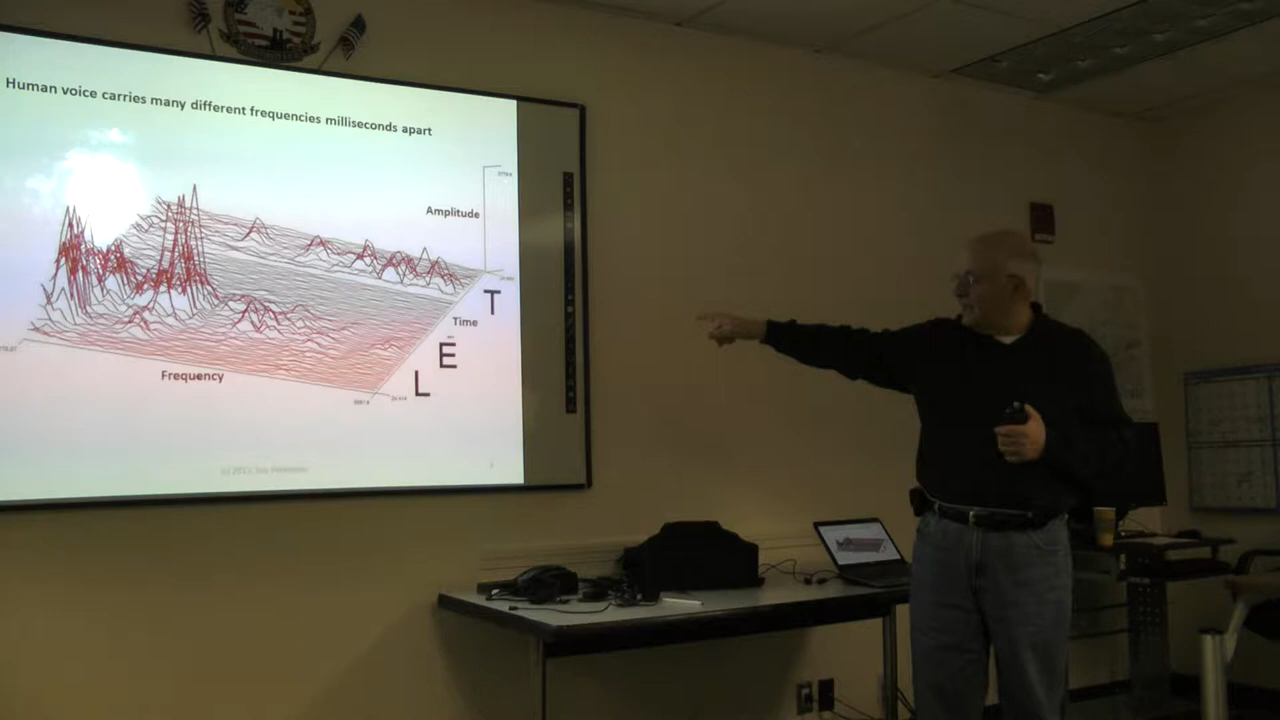 Human voice carries many different frequencies milliseconds apart
Amplitude
T
Time
E
Frequency
L